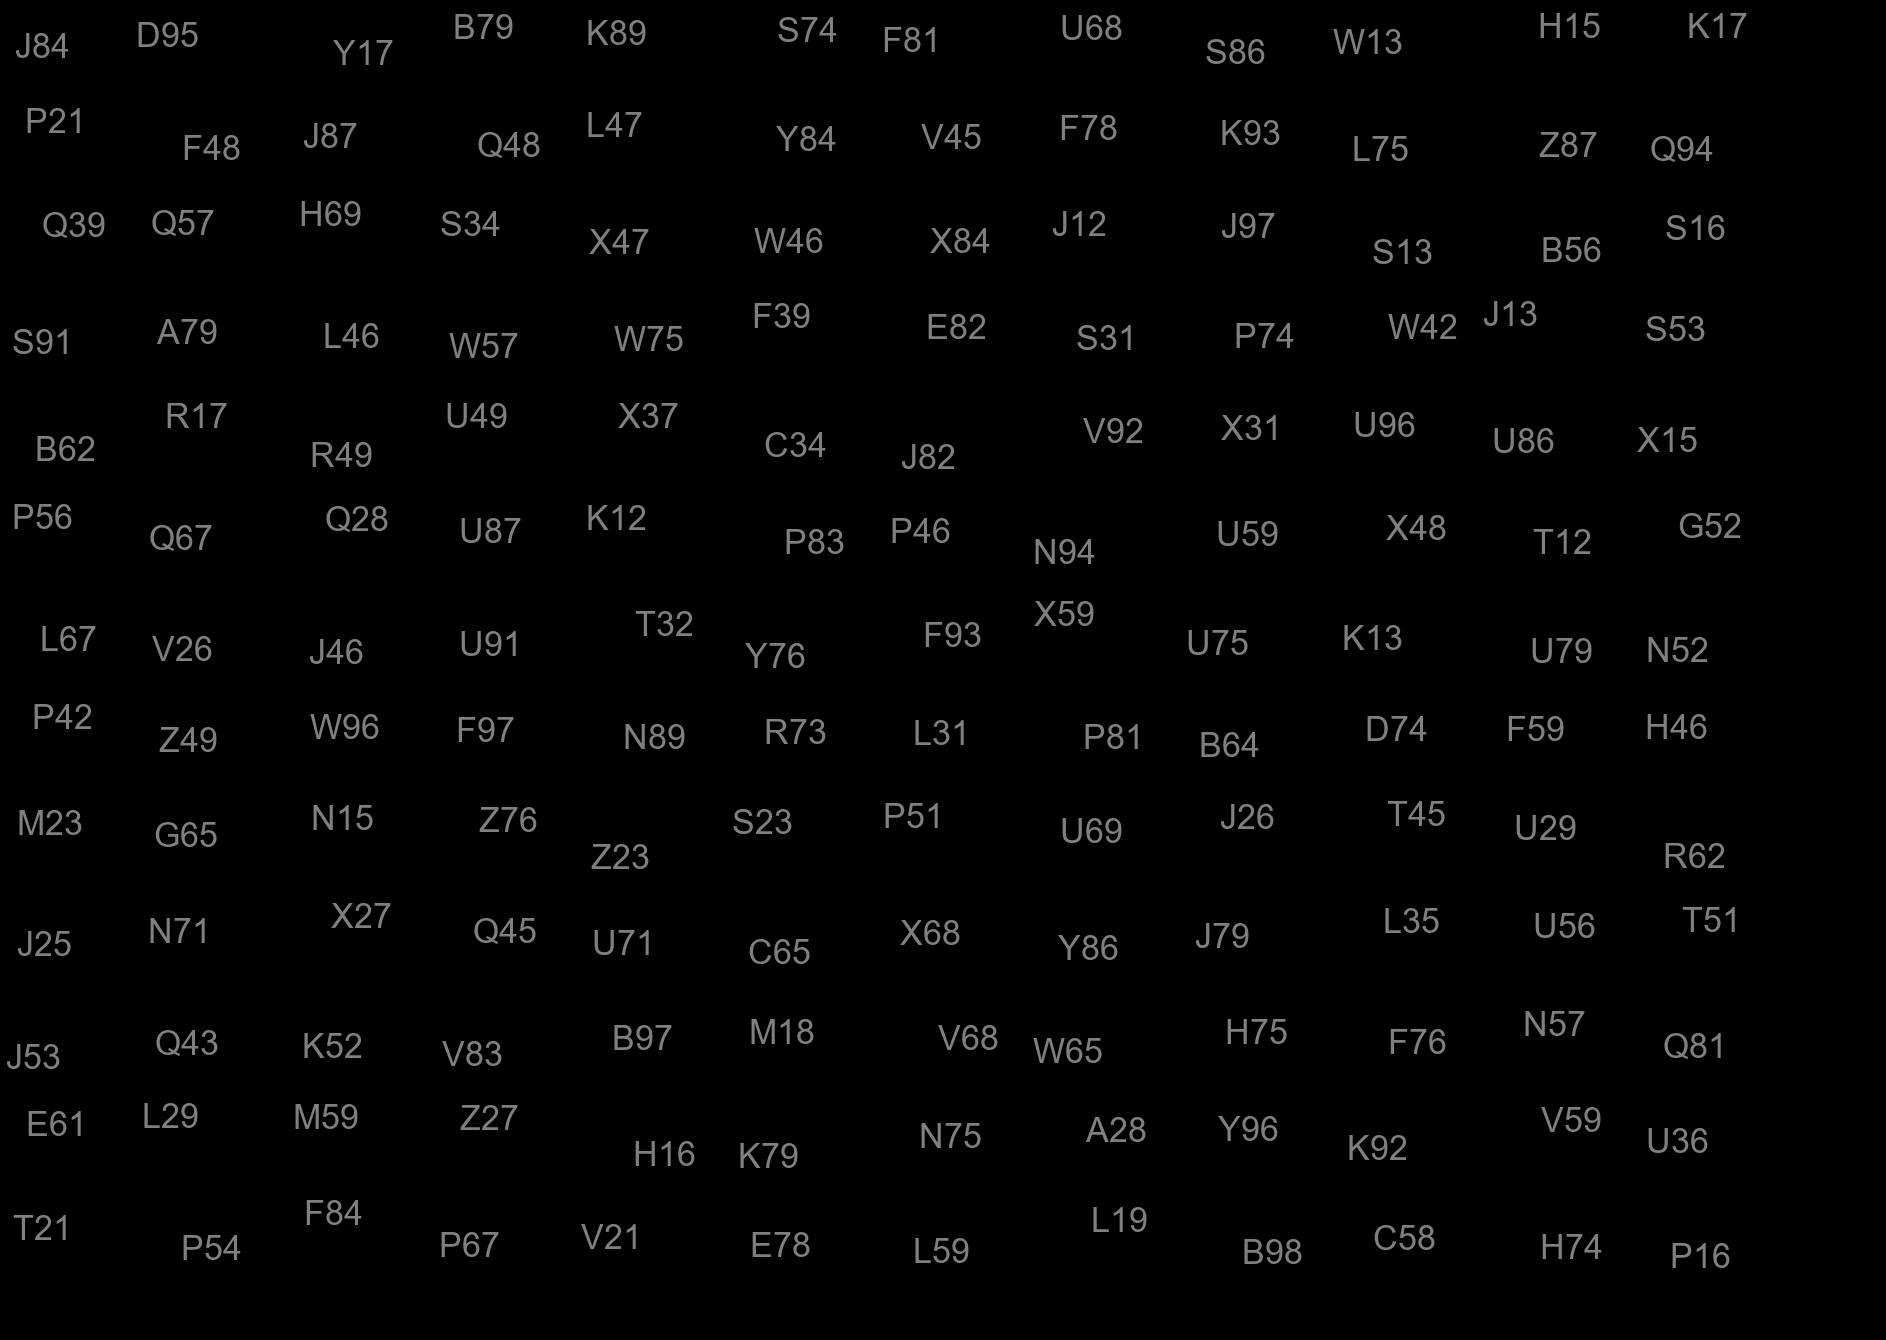 J84 D95 Y17 B79 K89 S74 F81 U68 S86 W13 H15 K17
P21 F48 J87 Q48 L47 Y84 V45 F78 K93 L75 Z87 Q94
Q39 Q57 H69 S34 X47 W46 X84 J12 J97 S13 B56 S16
S91 A79 L46 W57 W75 F39 E82 S31 P74 W42 J13 S53
B62 R17 R49 U49 X37 C34 J82 V92 X31 U96 U86 X15
P56 Q67 Q28 U87 K12 P83 P46 N94 U59 X48 T12 G52
L67 V26 J46 U91 T32 Y76 F93 X59 U75 K13 U79 N52
P42 Z49 W96 F97 N89 R73 L31 P81 B64 D74 F59 H46
M23 G65 N15 Z76 Z23 S23 P51 U69 J26 T45 U29 R62
J25 N71 X27 Q45 U71 C65 X68 Y86 J79 L35 U56 T51
J53 Q43 K52 V83 B97 M18 V68 W65 H75 F76 N57 Q81
E61 L29 M59 Z27 H16 K79 N75 A28 Y96 K92 V59 U36
T21 P54 F84 P67 V21 E78 L59 L19 B98 C58 H74 P16